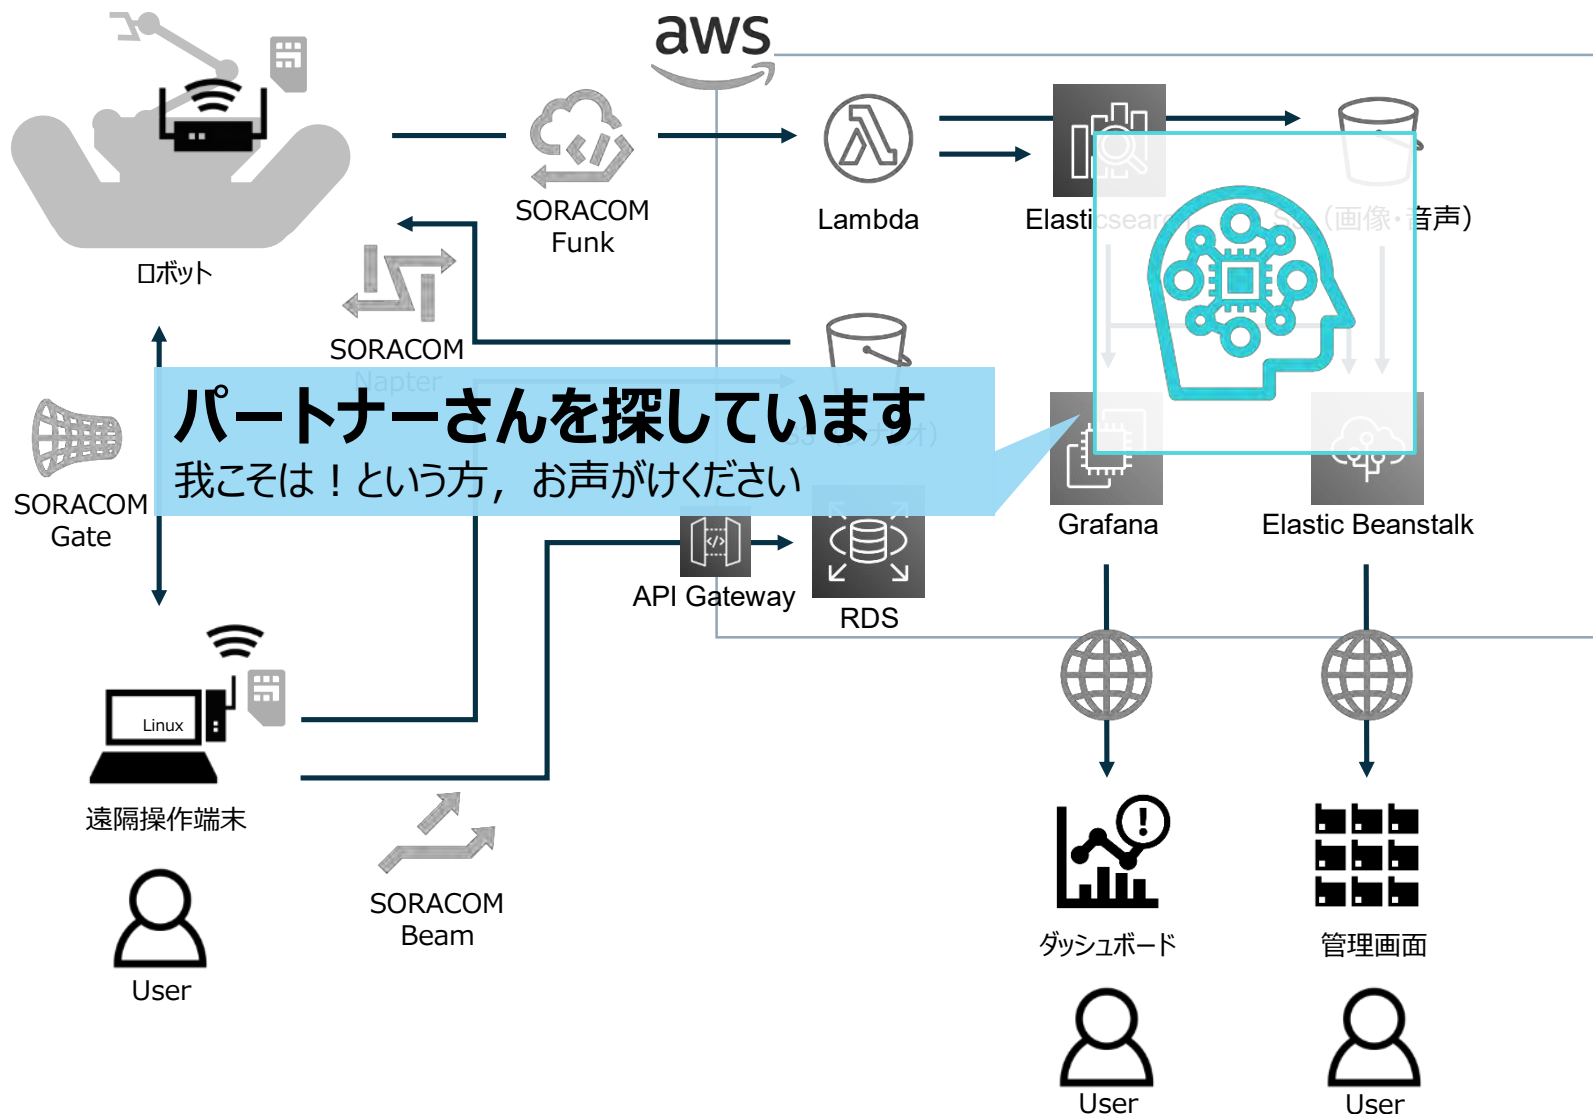 aws
SORACOM
Funk
Lambda
Elasticsear
（画像・音声）
ロボット
SORACOM
Napter
パートナーさんを探しています
我こそは！という方，お声がけください
SORACOM
Gate
Grafana
Elastic Beanstalk
API Gateway
RDS
Linux
遠隔操作端末
SORACOM
Beam
User
ダッシュボード
管理画面
User
User